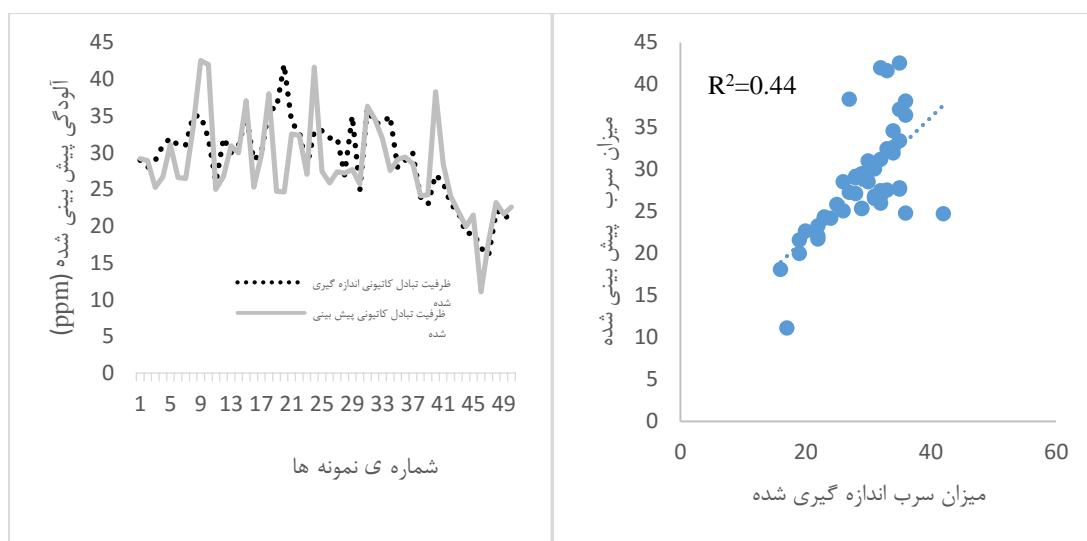 45
40
35
30
25
20
15
10
5
0
آلودگی پیش بینی شده (ppm)
ظرفیت تبادل کاتیونی اندازه گیری
شده
ظرفیت تبادل کاتیونی پیش بینی
شده
1 5 9 13 17 21 25 29 33 37 41 45 49
شماره ی نمونه ها
45
40
35
30
25
20
15
10
5
0
R²=0.44
میزان سرب پیش بینی شده
0 20 40 60
میزان سرب اندازه گیری شده